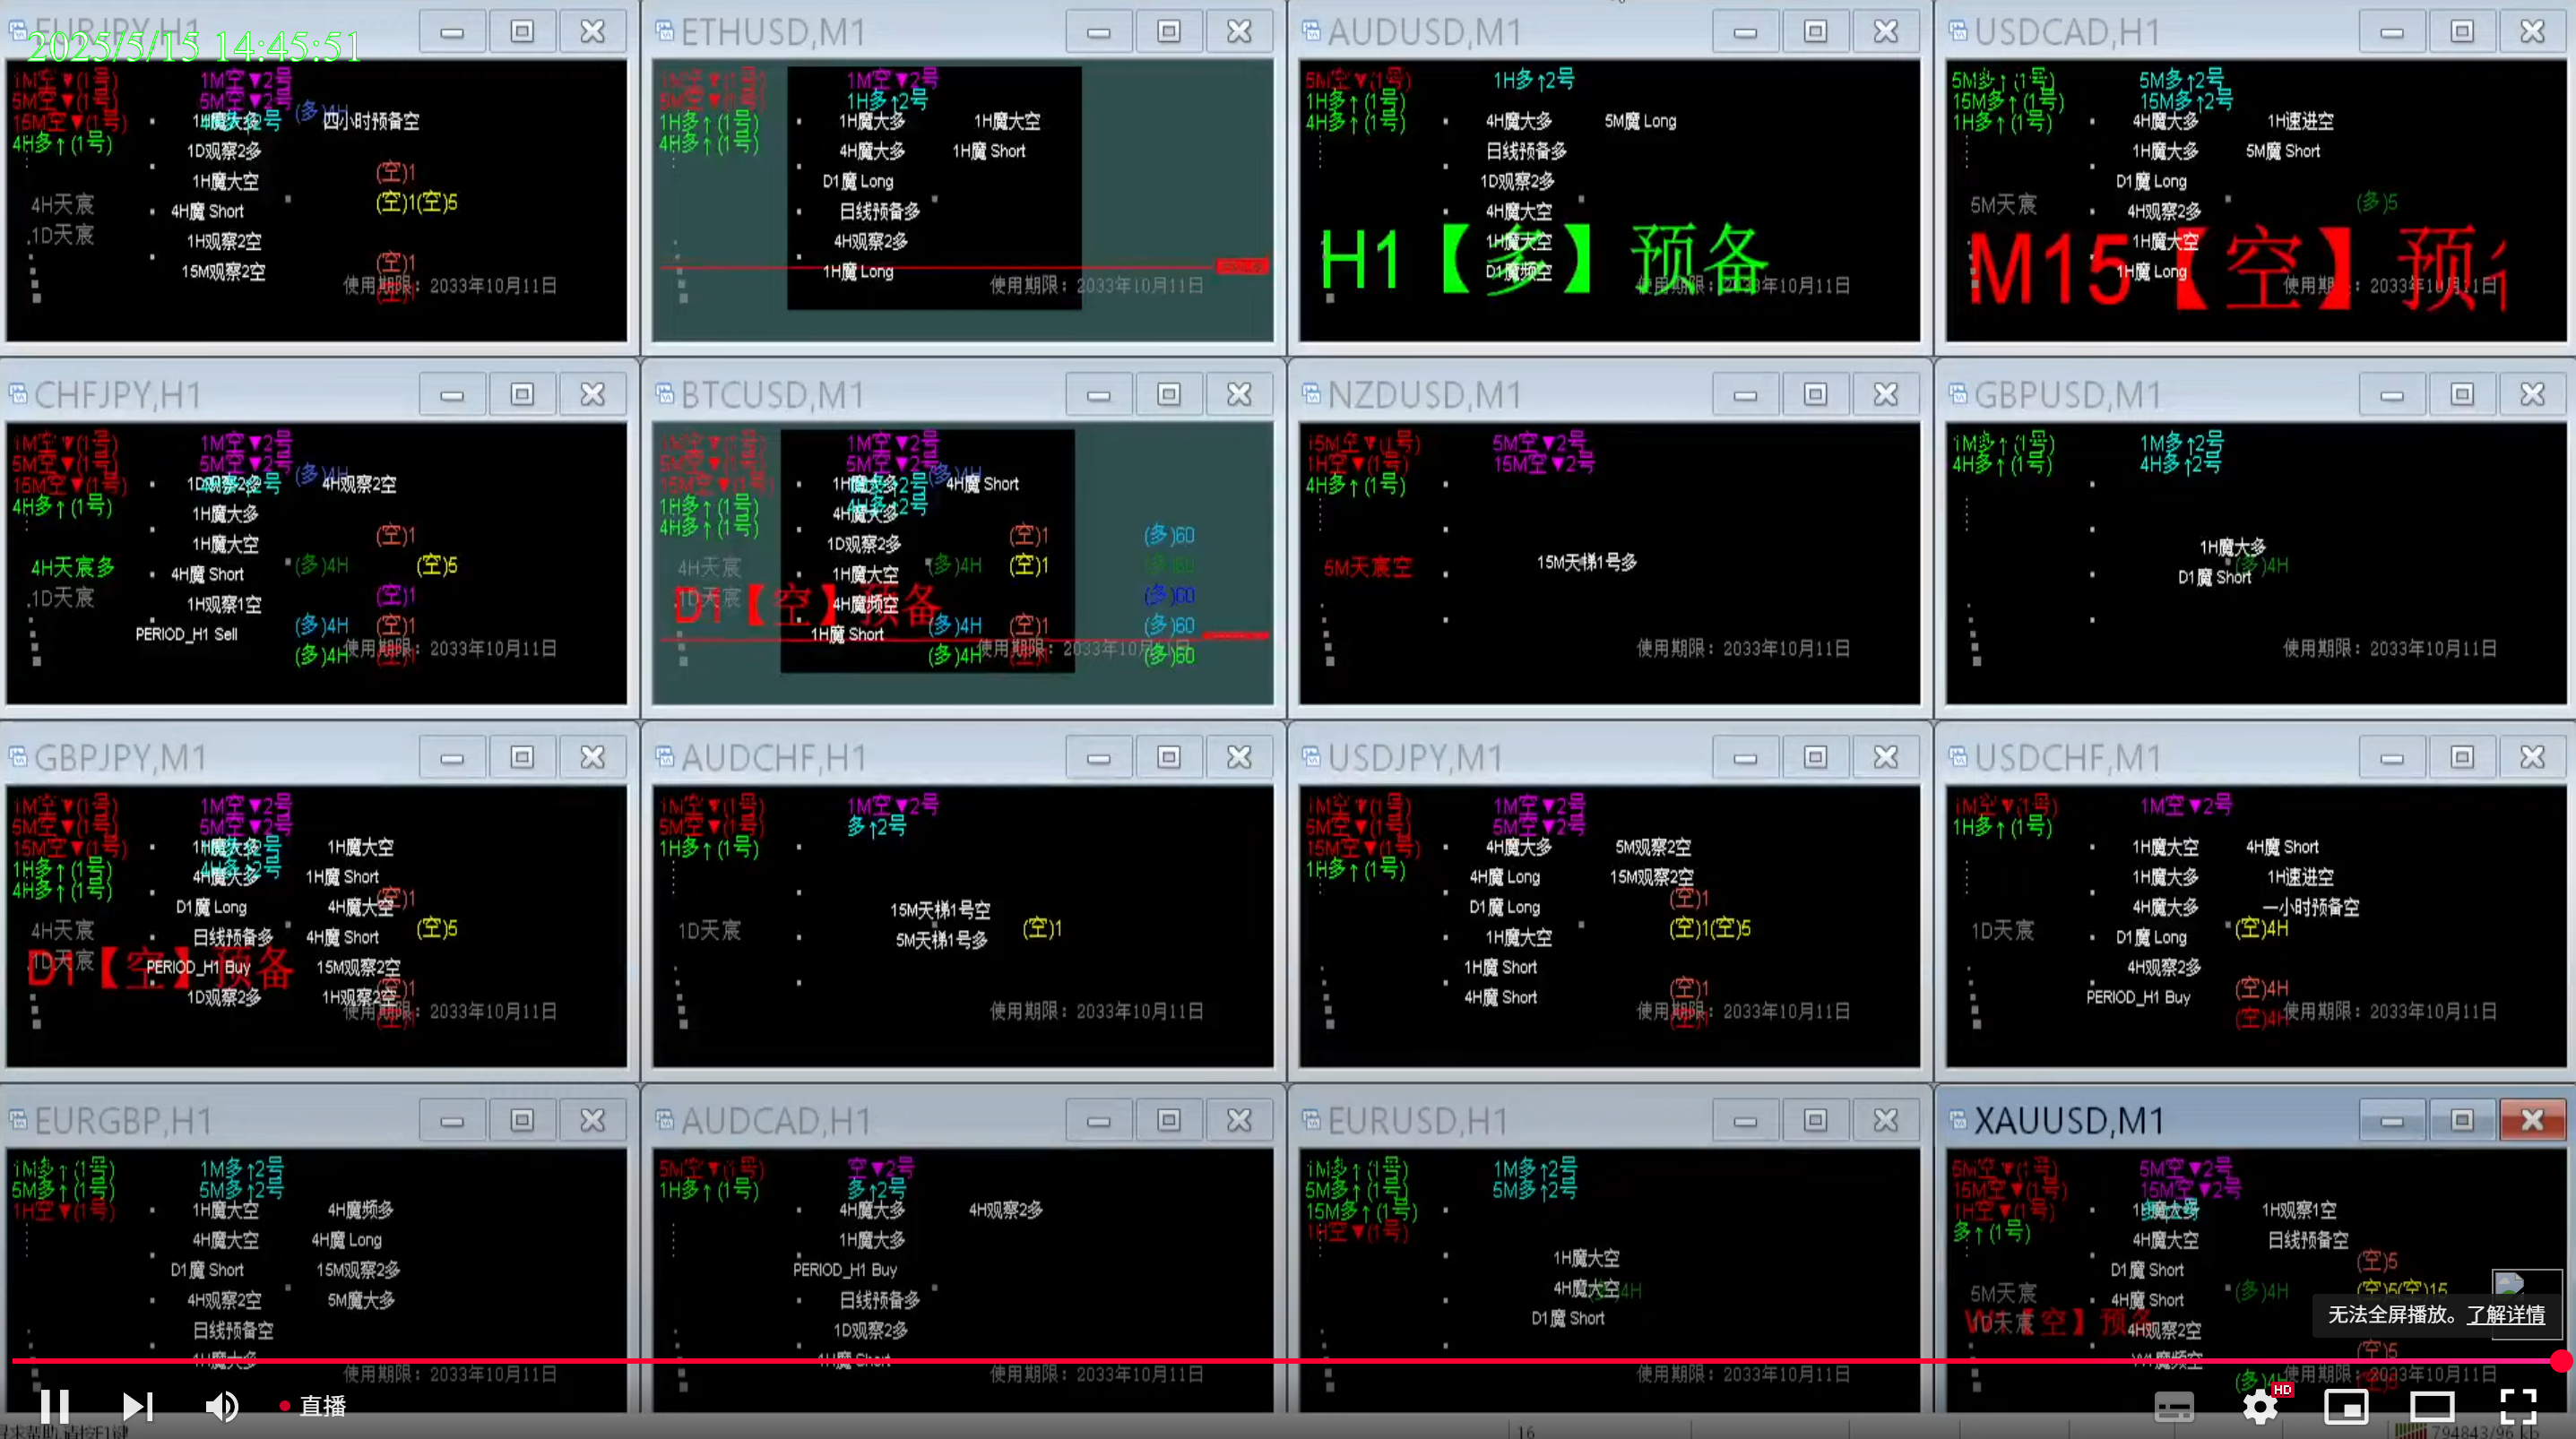 EURJPY,H1
2025/5/15 14:45:51
1M空▼(1号)
5M空▼(1号)
15M空▼(1号)
4H多↑(1号)
1M空▼2号
5M空▼2号
(多)4H
1H魔大多
四小时预备空
1D观察2多
1H魔大空
4H魔 Short
1H观察2空
15M观察2空
4H天宸
1D天宸
(空)1
(空)1(空)5
(空)1
使用期限：2033年10月11日
ETHUSD,M1
1M空▼(1号)
5M空▼(1号)
1H多↑(1号)
4H多↑(1号)
1M空▼2号
1H多↑2号
1H魔大多
1H魔大空
4H魔大多
1H魔 Short
D1魔 Long
日线预备多
4H观察2多
1H魔 Long
使用期限：2033年10月11日
AUDUSD,M1
5M空▼(1号)
1H多↑(1号)
4H多↑(1号)
1H多↑2号
4H魔大多
5M魔 Long
日线预备多
1D观察2多
4H魔大空
1H魔大空
D1魔频空
H1【多】预备
使用期限：2033年10月11日
USDCAD,H1
5M多↑(1号)
15M多↑(1号)
1H多↑(1号)
5M多↑2号
15M多↑2号
4H魔大多
1H速进空
1H魔大多
5M魔 Short
D1魔 Long
4H观察2多
1H魔大空
1H魔 Long
5M天宸
(多)5
M15【空】预
使用期限：2033年10月11日
CHFJPY,H1
1M空▼(1号)
5M空▼(1号)
15M空▼(1号)
4H多↑(1号)
1M空▼2号
5M空▼2号
(多)4H
1D观察2多
4H观察2空
1H魔大多
1H魔大空
4H魔 Short
1H观察1空
PERIOD_H1 Sell
4H天宸多
1D天宸
(空)1
(多)4H
(空)5
(空)1
(多)4H
(空)1
(多)4H
使用期限：2033年10月11日
BTCUSD,M1
1M空▼(1号)
5M空▼(1号)
15M空▼(1号)
1H多↑(1号)
4H多↑(1号)
1M空▼2号
5M空▼2号
(多)4H
1H魔大多
4H魔 Short
4H魔大多
1D观察2多
1H魔大空
4H魔频空
1H魔 Short
4H天宸
1D天宸
D1【空】预备
(空)1
(多)60
(多)4H
(空)1
(多)60
(多)60
(多)4H
(空)1
(多)60
(多)4H
(多)60
使用期限：2033年10月11日
NZDUSD,M1
15M空▼(1号)
1H空▼(1号)
4H多↑(1号)
5M空▼2号
15M空▼2号
15M天梯1号多
5M天宸空
使用期限：2033年10月11日
GBPUSD,M1
1M多↑(1号)
4H多↑(1号)
1M多↑2号
4H多↑2号
1H魔大多
(多)4H
D1魔 Short
使用期限：2033年10月11日
GBPJPY,M1
1M空▼(1号)
5M空▼(1号)
15M空▼(1号)
1H多↑(1号)
4H多↑(1号)
1M空▼2号
5M空▼2号
1H魔大多
1H魔大空
4H魔大多
1H魔 Short
D1魔 Long
4H魔大空
日线预备多
4H魔 Short
PERIOD_H1 Buy
15M观察2空
1D观察2多
1H观察2空
4H天宸
1D天宸
D1【空】预备
(空)1
(空)5
(空)1
使用期限：2033年10月11日
AUDCHF,H1
1M空▼(1号)
5M空▼(1号)
1H多↑(1号)
1M空▼2号
多↑2号
15M天梯1号空
5M天梯1号多
(空)1
1D天宸
使用期限：2033年10月11日
USDJPY,M1
1M空▼(1号)
5M空▼(1号)
15M空▼(1号)
1H多↑(1号)
1M空▼2号
5M空▼2号
4H魔大多
5M观察2空
4H魔 Long
15M观察2空
D1魔 Long
1H魔大空
1H魔 Short
4H魔 Short
(空)1
(空)1(空)5
(空)1
使用期限：2033年10月11日
USDCHF,M1
1M空▼(1号)
1H多↑(1号)
1M空▼2号
1H魔大空
4H魔 Short
1H魔大多
1H速进空
4H魔大多
一小时预备空
D1魔 Long
4H观察2多
PERIOD_H1 Buy
1D天宸
(空)4H
(空)4H
(空)4H
使用期限：2033年10月11日
EURGBP,H1
1M多↑(1号)
5M多↑(1号)
1H空▼(1号)
1M多↑2号
5M多↑2号
1H魔大空
4H魔频多
4H魔大空
4H魔 Long
D1魔 Short
15M观察2多
4H观察2空
5M魔大多
日线预备空
1H魔大多
使用期限：2033年10月11日
AUDCAD,H1
5M空▼(1号)
1H多↑(1号)
空▼2号
多↑2号
4H魔大多
4H观察2多
1H魔大多
PERIOD_H1 Buy
日线预备多
1D观察2多
1H魔 Short
使用期限：2033年10月11日
EURUSD,H1
1M多↑(1号)
5M多↑(1号)
15M多↑(1号)
1H空▼(1号)
1M多↑2号
5M多↑2号
1H魔大空
4H魔大空
D1魔 Short
使用期限：2033年10月11日
XAUUSD,M1
5M空▼(1号)
15M空▼(1号)
1H空▼(1号)
多↑(1号)
5M空▼2号
15M空▼2号
1H观察1空
4H魔大空
日线预备空
D1魔 Short
4H魔 Short
4H观察2空
W1魔频空
5M天宸
1D天宸
(空)5
(多)4H
(空)5(空)15
(空)5
使用期限：2033年10月11日
无法全屏播放。了解详情
直播
HD
16
794843/96 kb